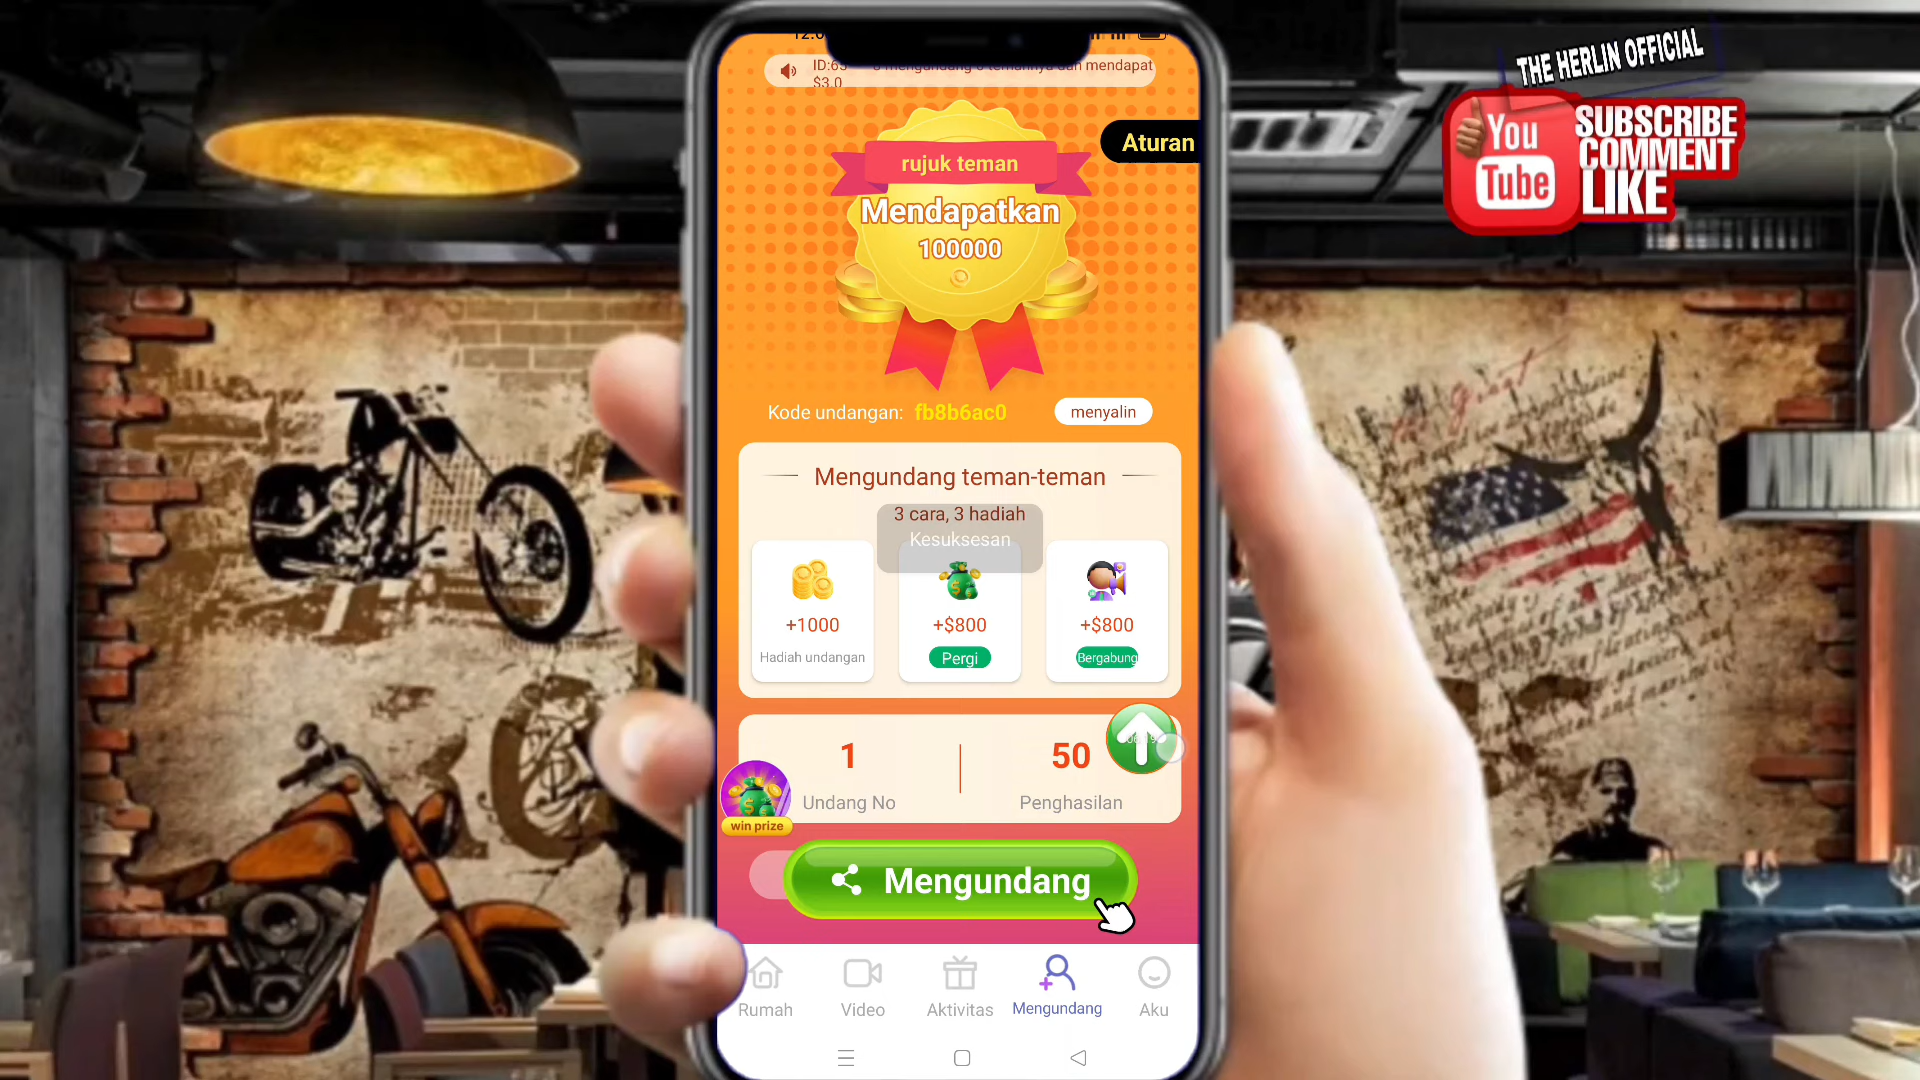 THE HERLIN OFFICIAL
You
Tube
SUBSCRIBE
COMMENT
LIKE
mendapat
$3.0
Aturan
rujuk teman
Mendapatkan
100000
Kode undangan: fb8b6ac0
menyalin
Mengundang teman-teman
3 cara, 3 hadiah
Kesuksesan
+1000
Hadiah undangan
+$800
Pergi
+$800
Bergabung
1
Undang No
50
Penghasilan
win prize
Mengundang
Rumah
Video
Aktivitas
Mengundang
Aku